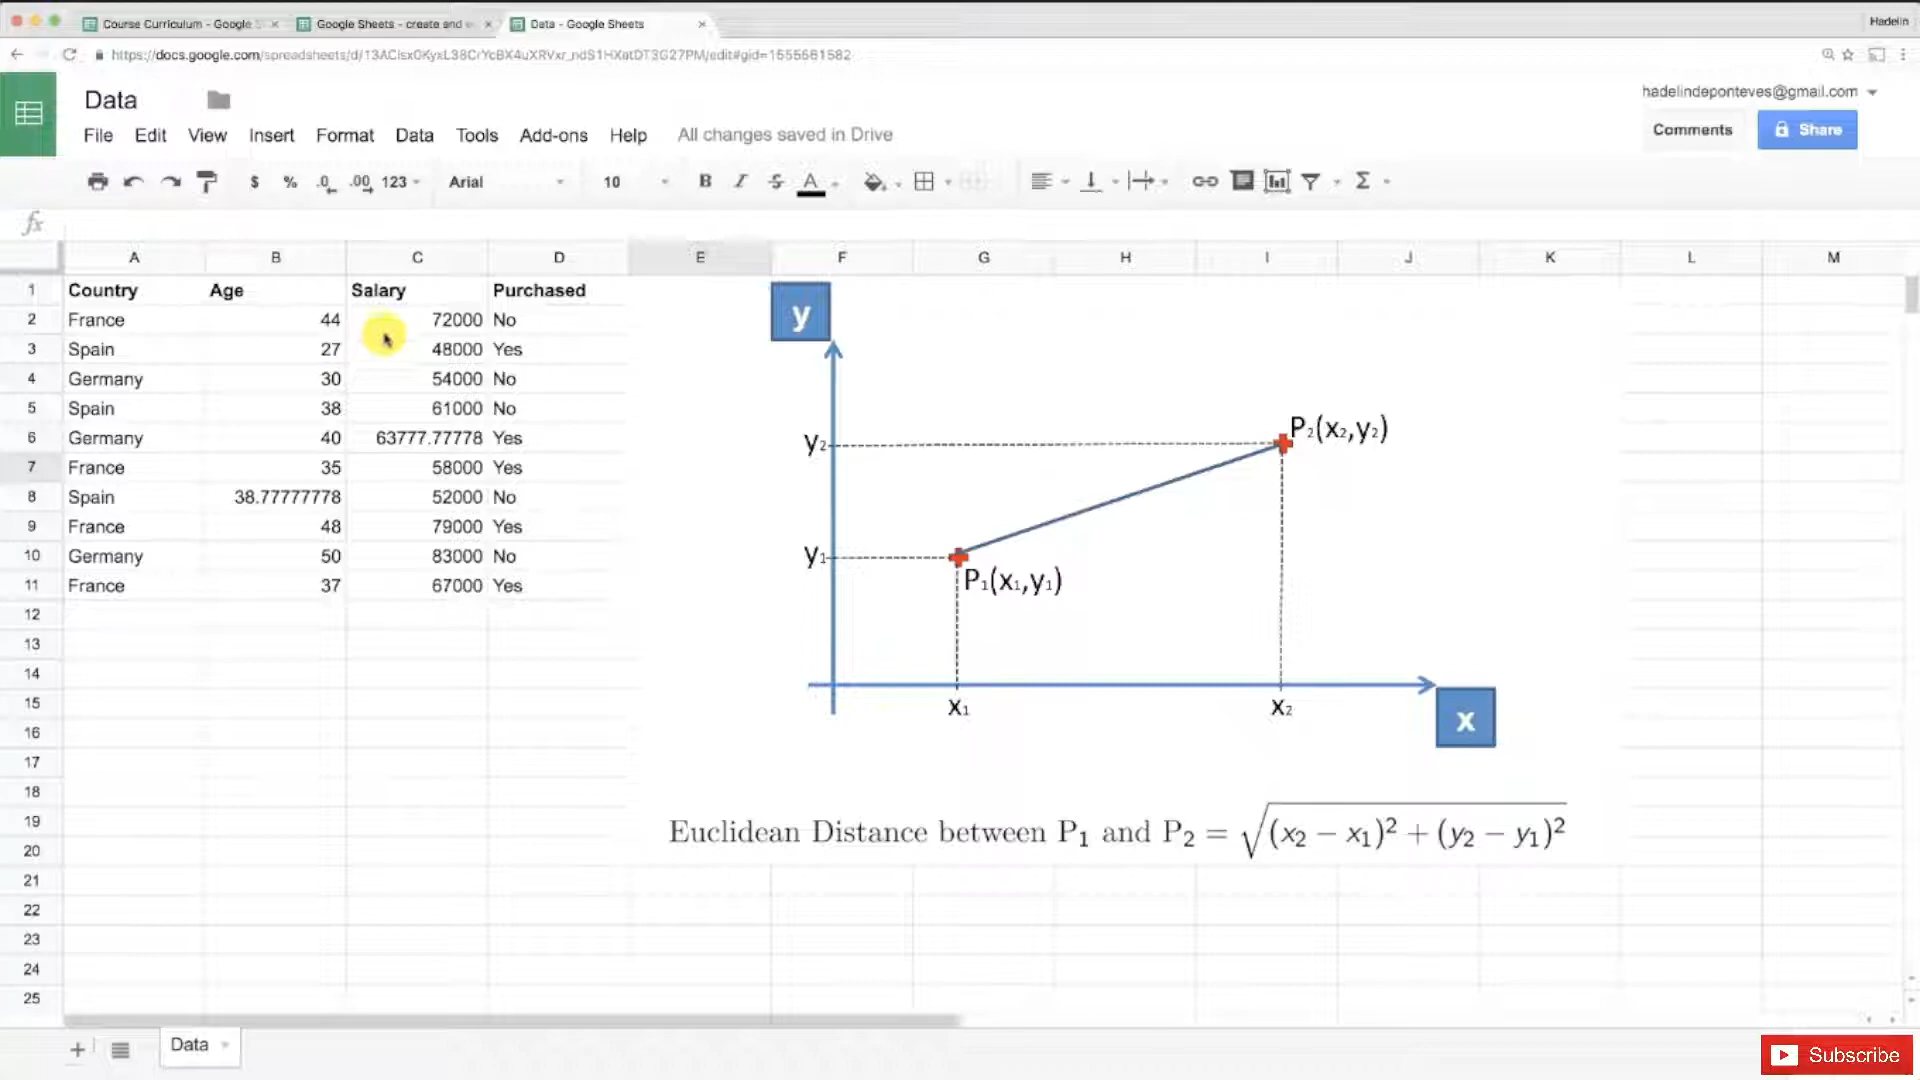 Course Curriculum - Google S
Google Sheets - create and e
Data - Google Sheets
Hadelin
https://docs.google.com/spreadsheets/d/13ACisx0KyxL38CrYcBX4uXRVxr_ndS1HXatDT3G27PM/edit#gid=1555661582
Data
hadelindeponteves@gmail.com
File Edit View Insert Format Data Tools Add-ons Help All changes saved in Drive
Comments
Share
$ % .0 .00 123 Arial 10 B I S A Σ
fx
A B C D E F G H I J K L M
1 Country Age Salary Purchased
2 France 44 72000 No
3 Spain 27 48000 Yes
4 Germany 30 54000 No
5 Spain 38 61000 No
6 Germany 40 63777.77778 Yes
7 France 35 58000 Yes
8 Spain 38.77777778 52000 No
9 France 48 79000 Yes
10 Germany 50 83000 No
11 France 37 67000 Yes
12
13
14
15
16
17
18
19
20
21
22
23
24
25
y
y2
P2(x2,y2)
y1
P1(x1,y1)
x1
x2
x
Euclidean Distance between P1 and P2 = √(x2 − x1)² + (y2 − y1)²
+ Data
Subscribe